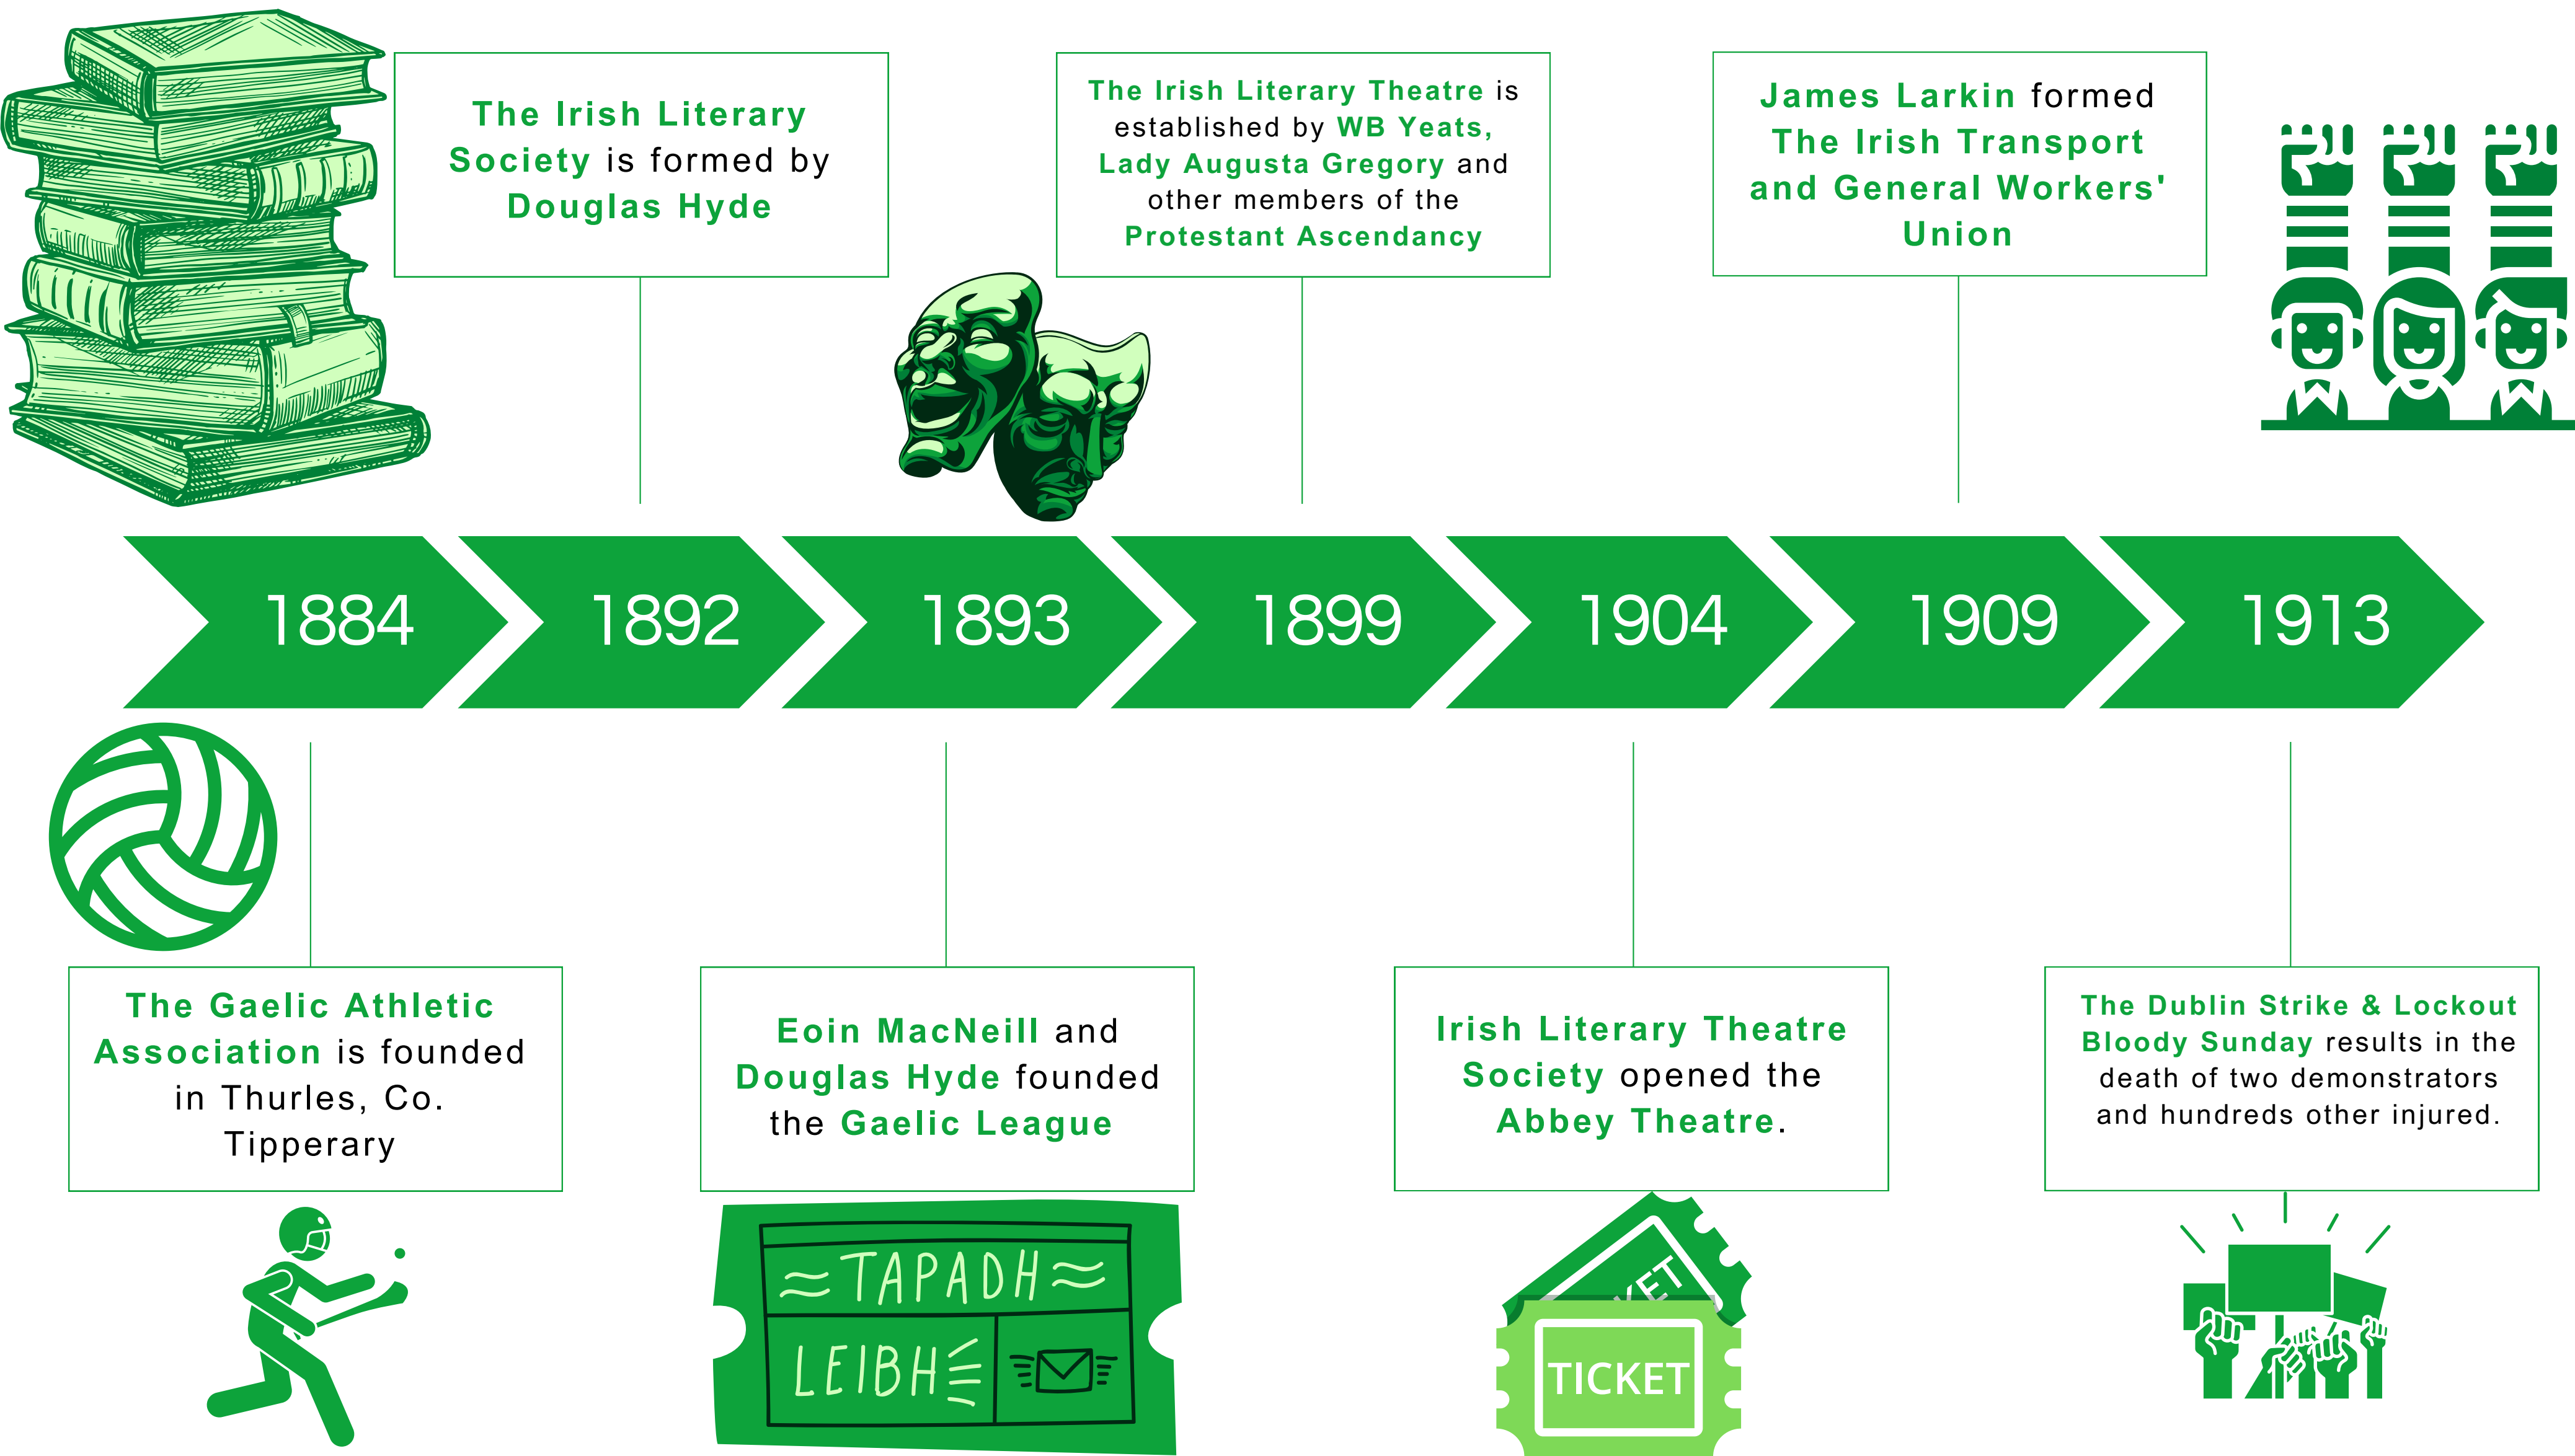 The Irish Literary
Society is formed by
Douglas Hyde
The Irish Literary Theatre is
established by WB Yeats,
Lady Augusta Gregory and
other members of the
Protestant Ascendancy
James Larkin formed
The Irish Transport
and General Workers'
Union
1884
1892
1893
1899
1904
1909
1913
The Gaelic Athletic
Association is founded
in Thurles, Co.
Tipperary
Eoin MacNeill and
Douglas Hyde founded
the Gaelic League
Irish Literary Theatre
Society opened the
Abbey Theatre.
The Dublin Strike & Lockout
Bloody Sunday results in the
death of two demonstrators
and hundreds other injured.
TAPADH
LEIBH
KET
TICKET